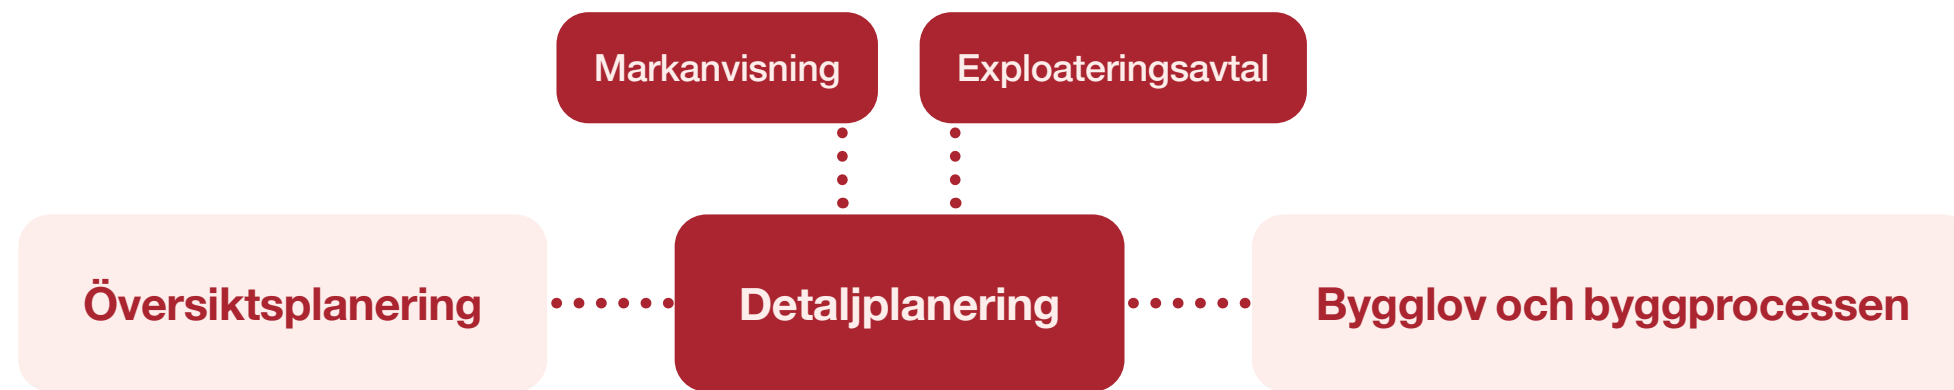 Markanvisning
Exploateringsavtal
Översiktsplanering
Detaljplanering
Bygglov och byggprocessen